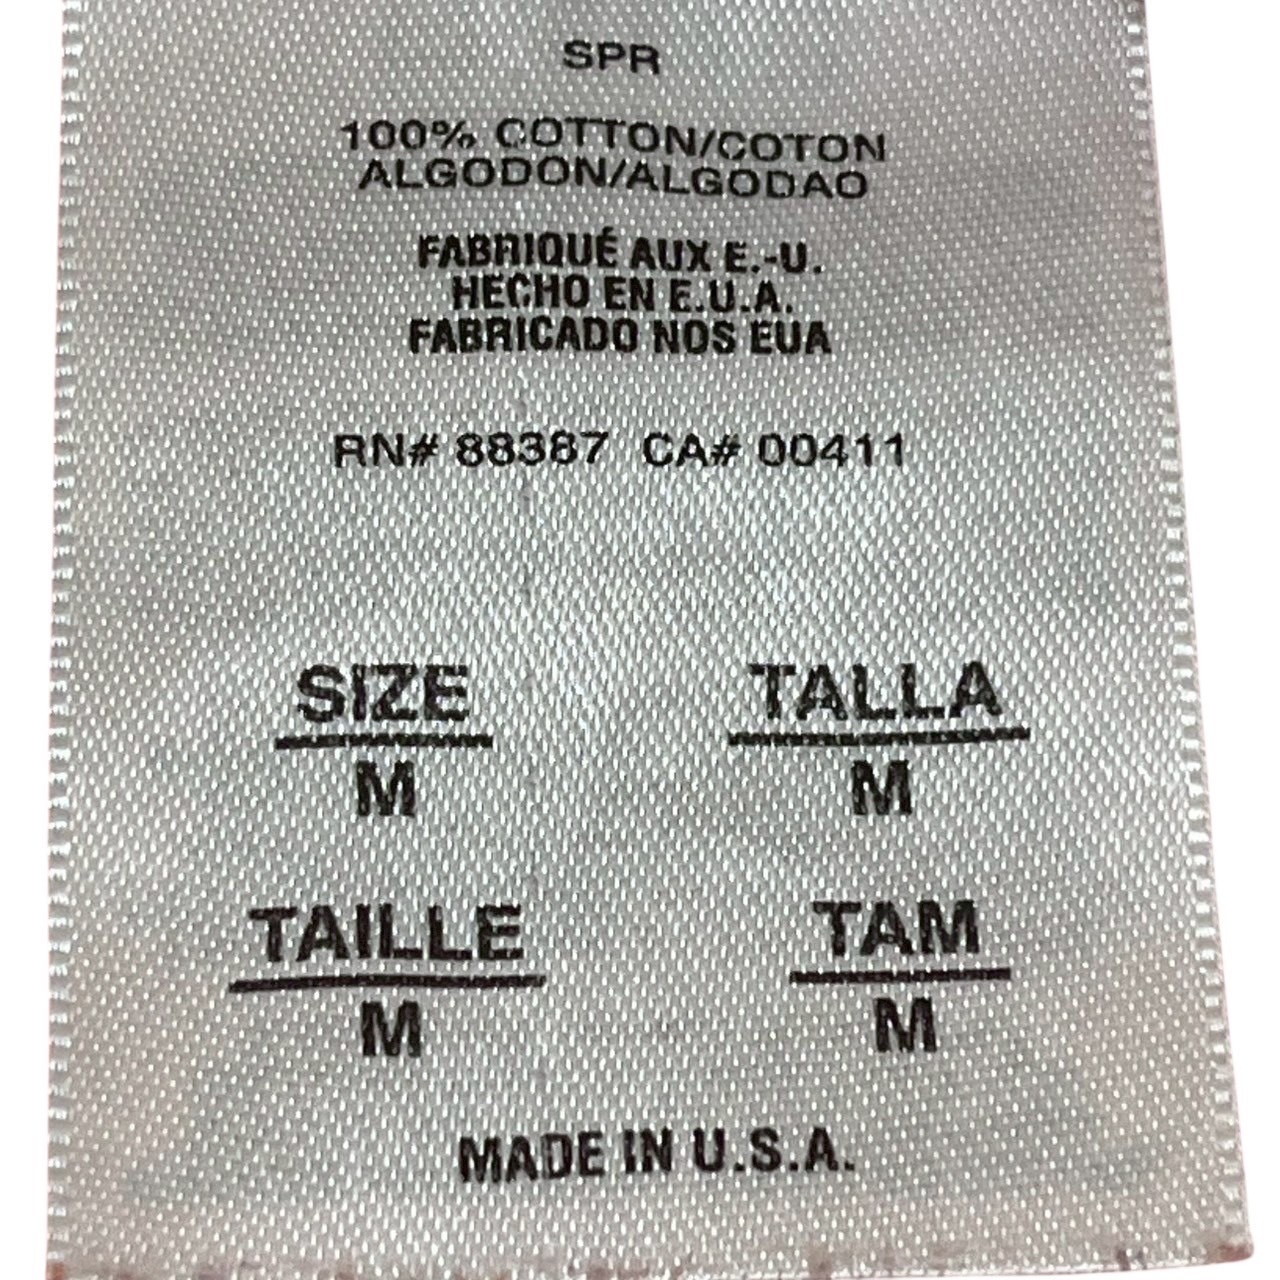 SPR
100% COTTON/COTON
ALGODON/ALGODAO
FABRIQUÉ AUX E.-U.
HECHO EN E.U.A.
FABRICADO NOS EUA
RN# 88387 CA# 00411
SIZE TALLA
M M
TAILLE TAM
M M
MADE IN U.S.A.